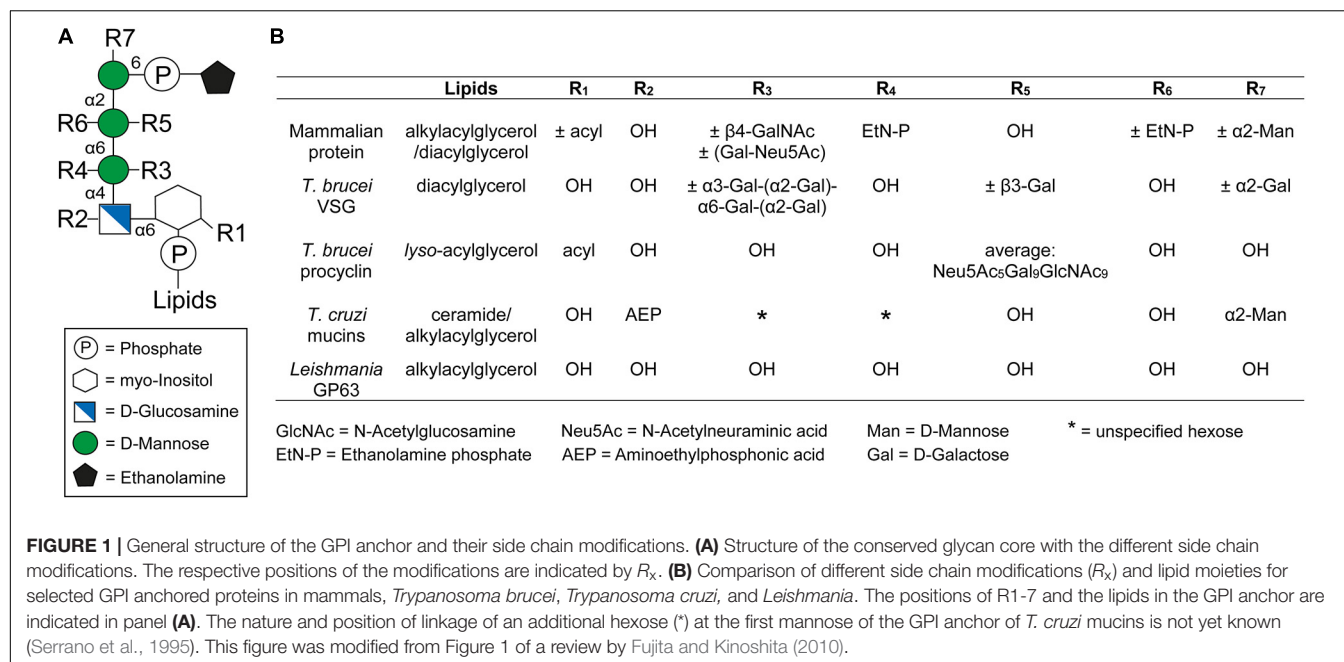 A
R7
6
P
α2
R6
R5
α6
R4
R3
α4
R2
α6
R1
P
Lipids
P = Phosphate
= myo-Inositol
= D-Glucosamine
= D-Mannose
= Ethanolamine
B
Lipids R₁ R₂ R₃ R₄ R₅ R₆ R₇
Mammalian alkylacylglycerol ± acyl OH ± β4-GalNAc EtN-P OH ± EtN-P ± α2-Man
protein /diacylglycerol ± (Gal-Neu5Ac)
T. brucei diacylglycerol OH OH ± α3-Gal-(α2-Gal)- OH ± β3-Gal OH ± α2-Gal
VSG α6-Gal-(α2-Gal)
T. brucei lyso-acylglycerol acyl OH OH OH average: OH OH
procyclin Neu5Ac₅Gal₉GlcNAc₉
T. cruzi ceramide/ OH AEP * * OH OH α2-Man
mucins alkylacylglycerol
Leishmania alkylacylglycerol OH OH OH OH OH OH OH
GP63
GlcNAc = N-Acetylglucosamine Neu5Ac = N-Acetylneuraminic acid Man = D-Mannose * = unspecified hexose
EtN-P = Ethanolamine phosphate AEP = Aminoethylphosphonic acid Gal = D-Galactose
FIGURE 1 | General structure of the GPI anchor and their side chain modifications. (A) Structure of the conserved glycan core with the different side chain
modifications. The respective positions of the modifications are indicated by Rₓ. (B) Comparison of different side chain modifications (Rₓ) and lipid moieties for
selected GPI anchored proteins in mammals, Trypanosoma brucei, Trypanosoma cruzi, and Leishmania. The positions of R1-7 and the lipids in the GPI anchor are
indicated in panel (A). The nature and position of linkage of an additional hexose (*) at the first mannose of the GPI anchor of T. cruzi mucins is not yet known
(Serrano et al., 1995). This figure was modified from Figure 1 of a review by Fujita and Kinoshita (2010).